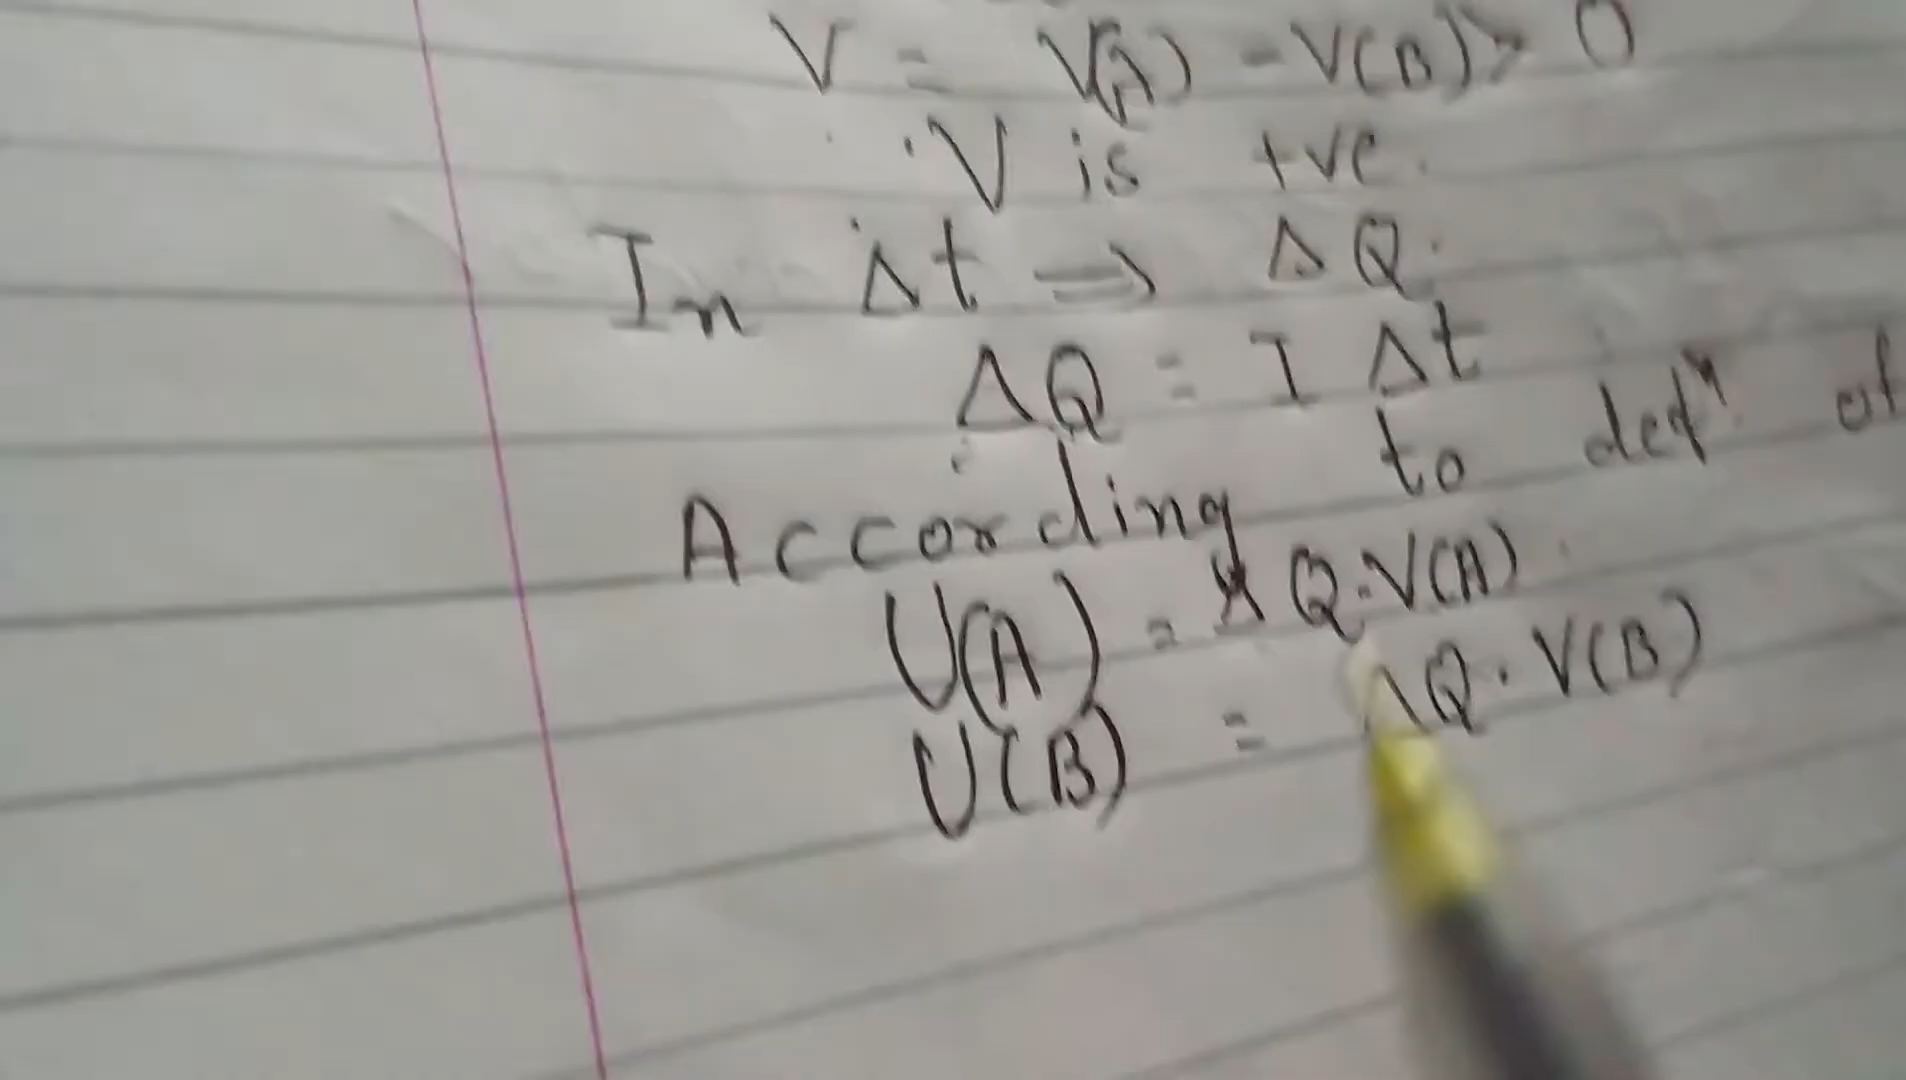 V = V(A) - V(B) > 0
∴ V is +ve.
In Δt ⇒ ΔQ.
ΔQ = I Δt
According to defⁿ of
U(A) = ΔQ·V(A)
U(B) = ΔQ·V(B)